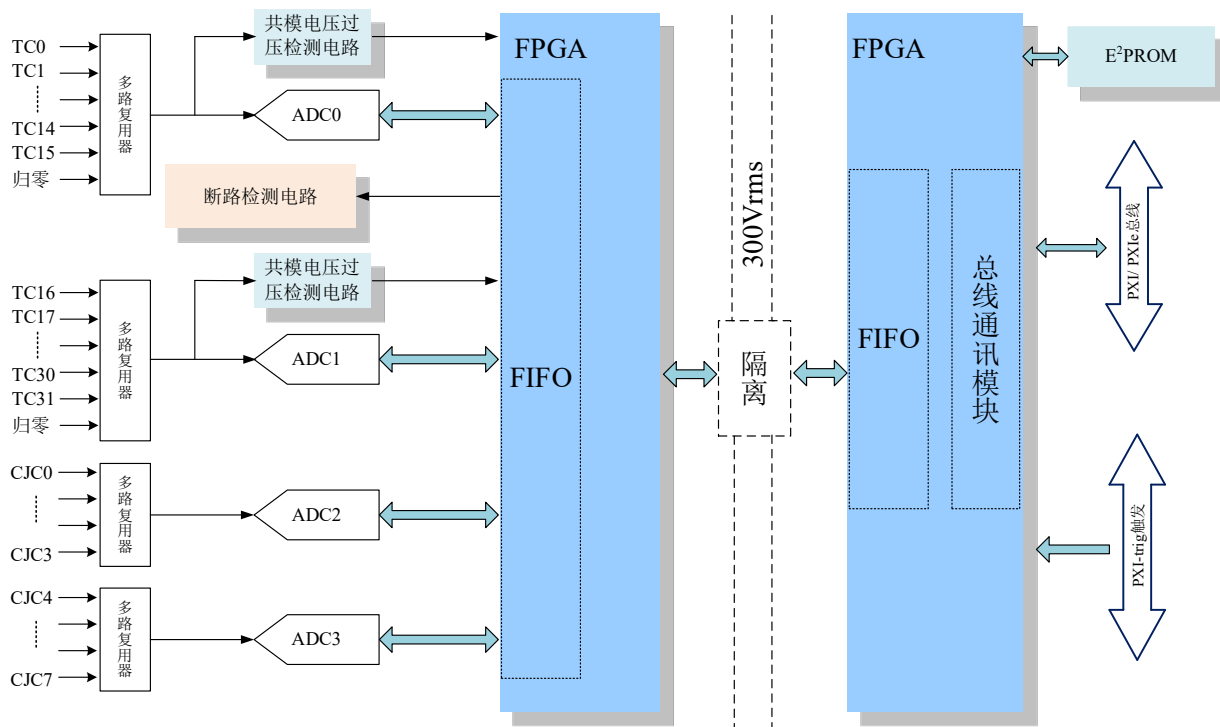 TC0
TC1
TC14
TC15
归零
多路复用器
共模电压过
压检测电路
ADC0
断路检测电路
TC16
TC17
TC30
TC31
归零
多路复用器
共模电压过
压检测电路
ADC1
CJC0
CJC3
多路复用器
ADC2
CJC4
CJC7
多路复用器
ADC3
FPGA
FIFO
300Vrms
隔离
FPGA
FIFO
总线通讯模块
E²PROM
PXI/ PXIe总线
PXI-trig触发